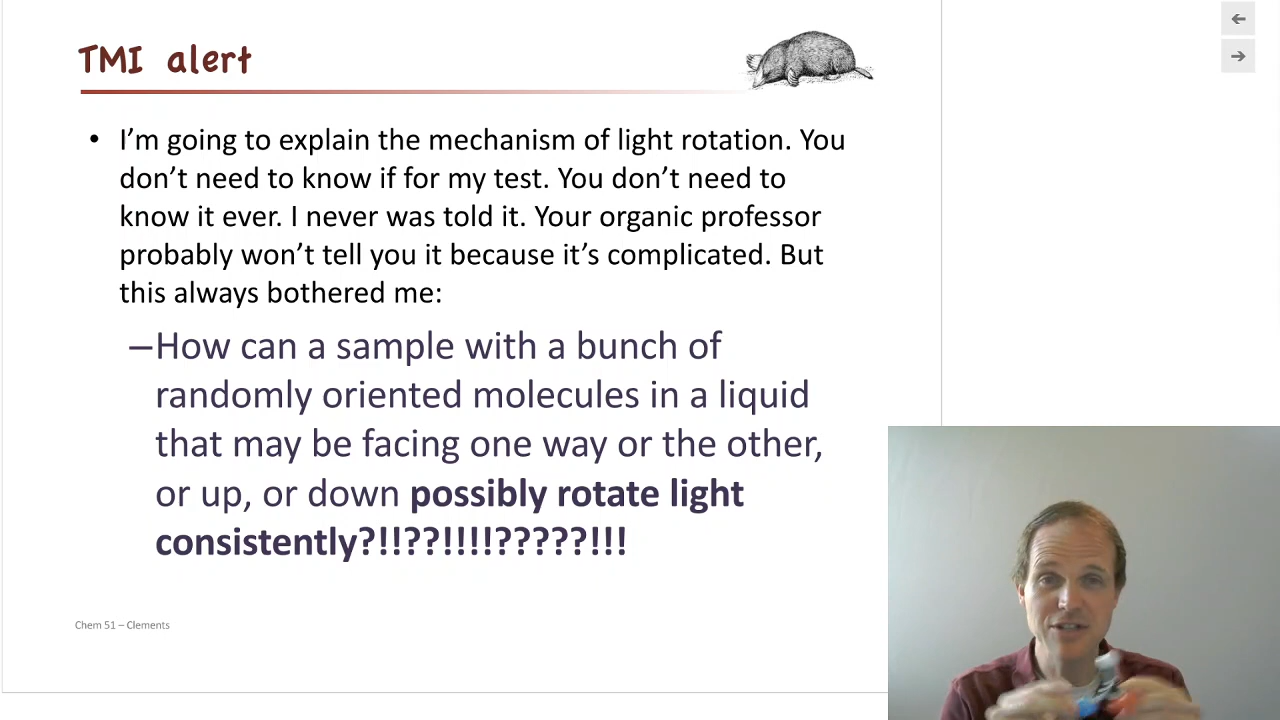 TMI alert
• I'm going to explain the mechanism of light rotation. You
don't need to know if for my test. You don't need to
know it ever. I never was told it. Your organic professor
probably won't tell you it because it's complicated. But
this always bothered me:
–How can a sample with a bunch of
randomly oriented molecules in a liquid
that may be facing one way or the other,
or up, or down possibly rotate light
consistently?!!??!!!!?????!!!
Chem 51 – Clements